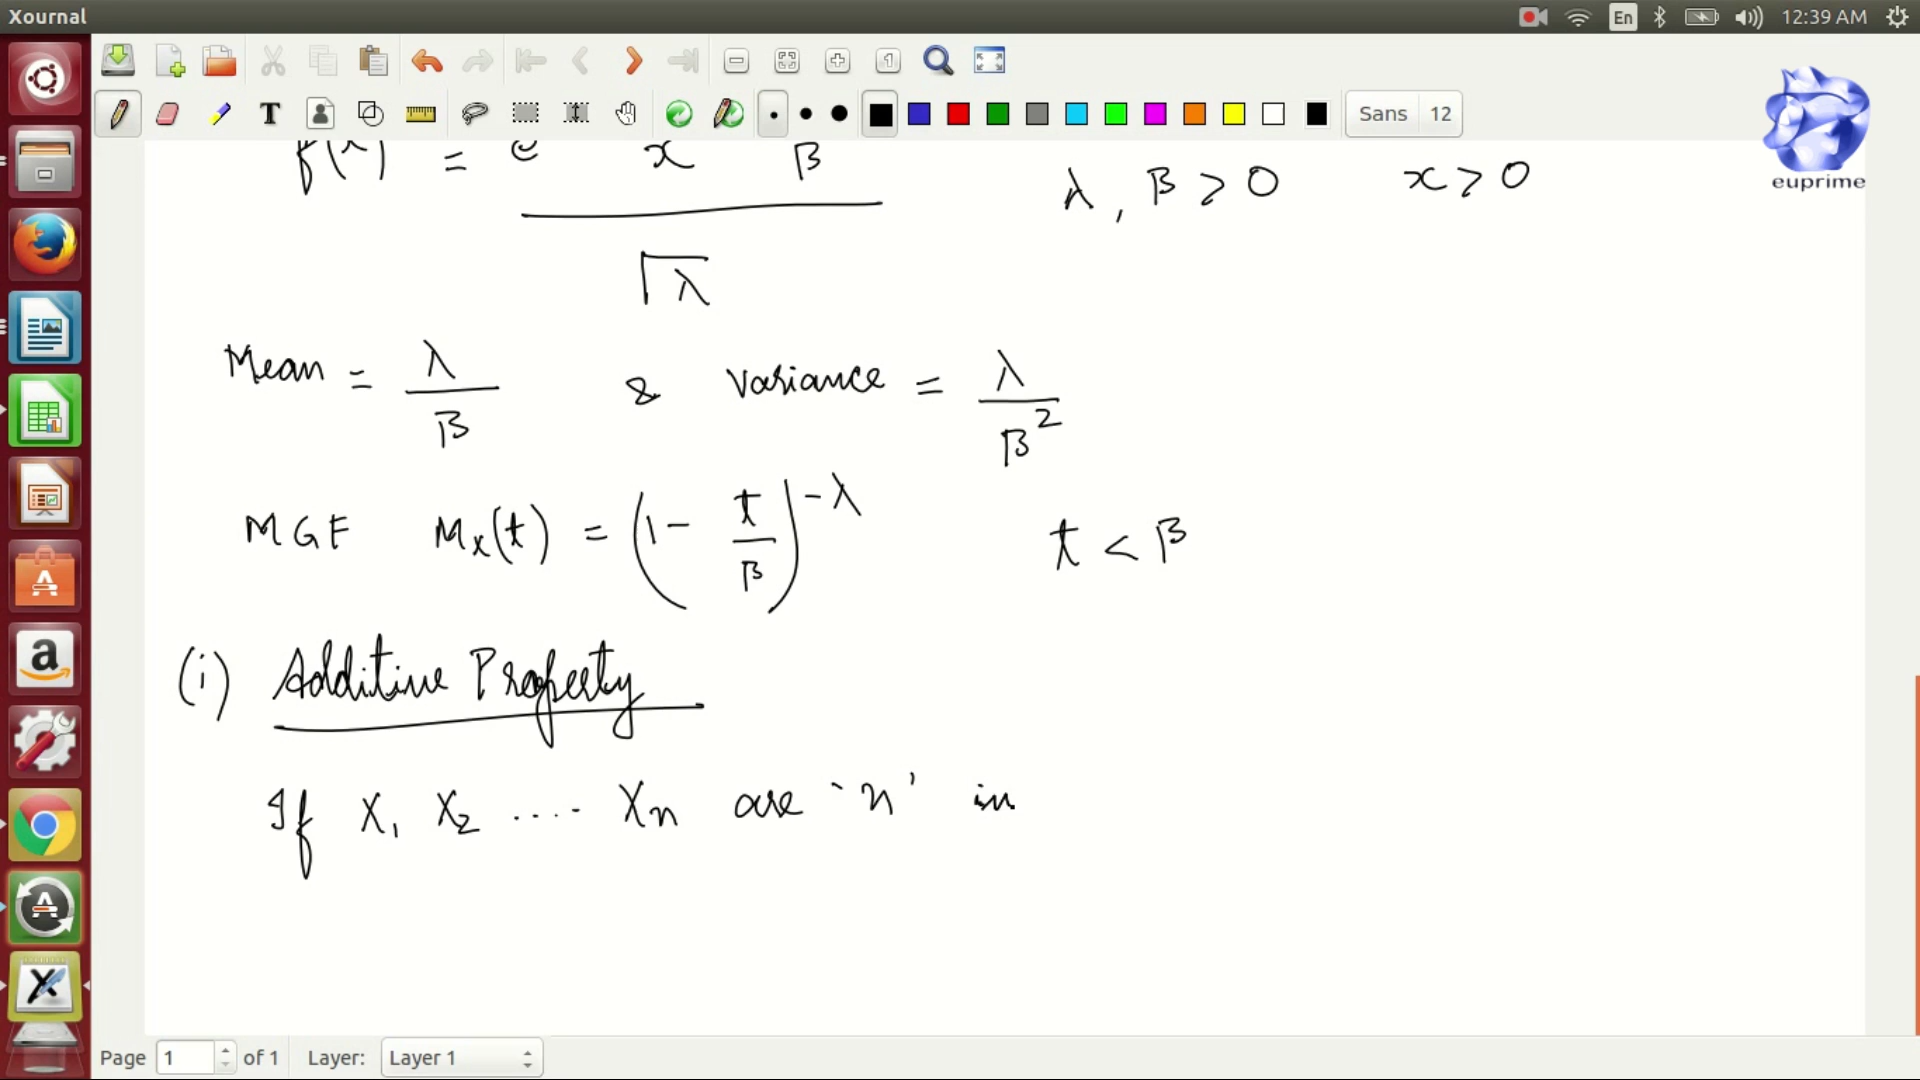 Xournal
En
12:39 AM
Sans 12
euprime
f(x) = e x β
λ, β > 0 x > 0
Γλ
Mean = λ/β & Variance = λ/β²
MGF Mx(t) = (1 - t/β)^-λ t < β
(i) Additive Property
If X1 X2 .... Xn are 'n' in
Page 1 of 1 Layer: Layer 1